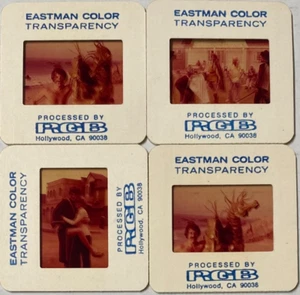 EASTMAN COLOR
TRANSPARENCY
PROCESSED BY
RGB
Hollywood, CA 90038
EASTMAN COLOR
TRANSPARENCY
PROCESSED BY
RGB
Hollywood, CA 90038
EASTMAN COLOR
TRANSPARENCY
PROCESSED BY
RGB
Hollywood, CA 90038
EASTMAN COLOR
TRANSPARENCY
PROCESSED BY
RGB
Hollywood, CA 90038